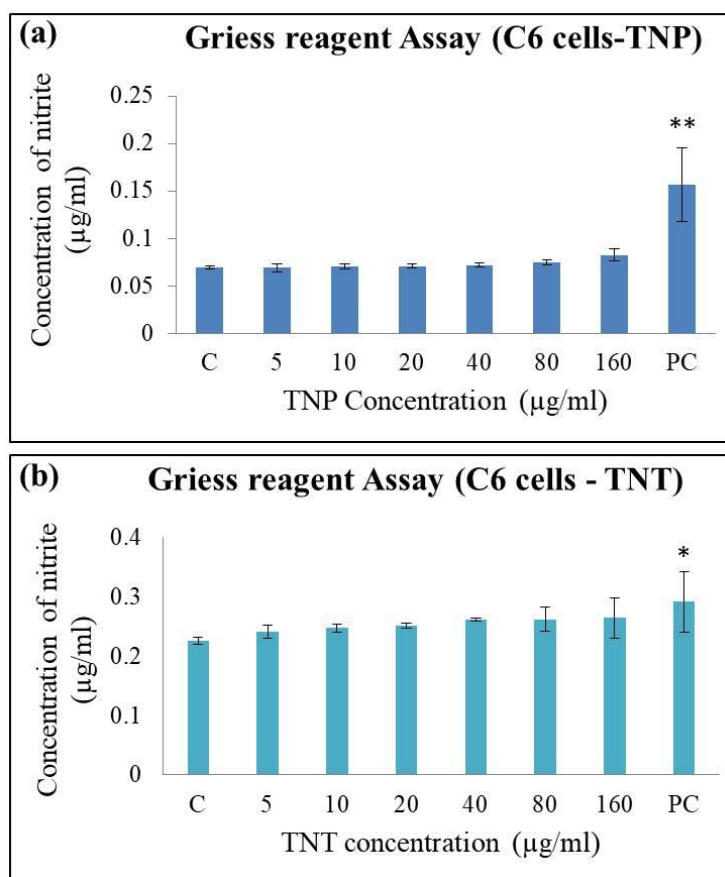 (a) Griess reagent Assay (C6 cells-TNP)
Concentration of nitrite
(µg/ml)
0.25
0.2
0.15
0.1
0.05
0
**
C 5 10 20 40 80 160 PC
TNP Concentration (µg/ml)
(b) Griess reagent Assay (C6 cells - TNT)
Concentration of nitrite
(µg/ml)
0.4
0.3
0.2
0.1
0
*
C 5 10 20 40 80 160 PC
TNT concentration (µg/ml)